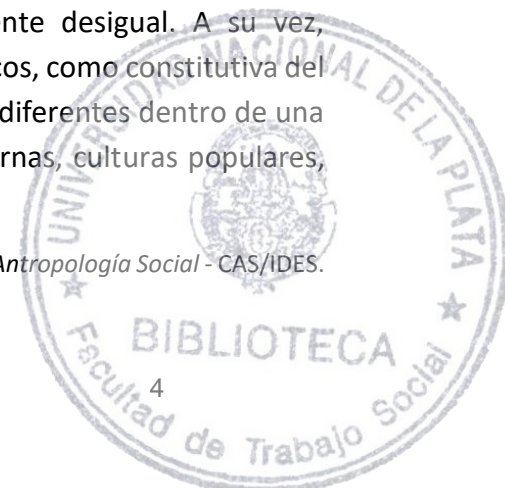 ente desigual. A su vez,
cos, como constitutiva del
diferentes dentro de una
rnas, culturas populares,
Antropología Social - CAS/IDES.
4
UNIVERSIDAD NACIONAL DE LA PLATA
BIBLIOTECA
Facultad de Trabajo Social